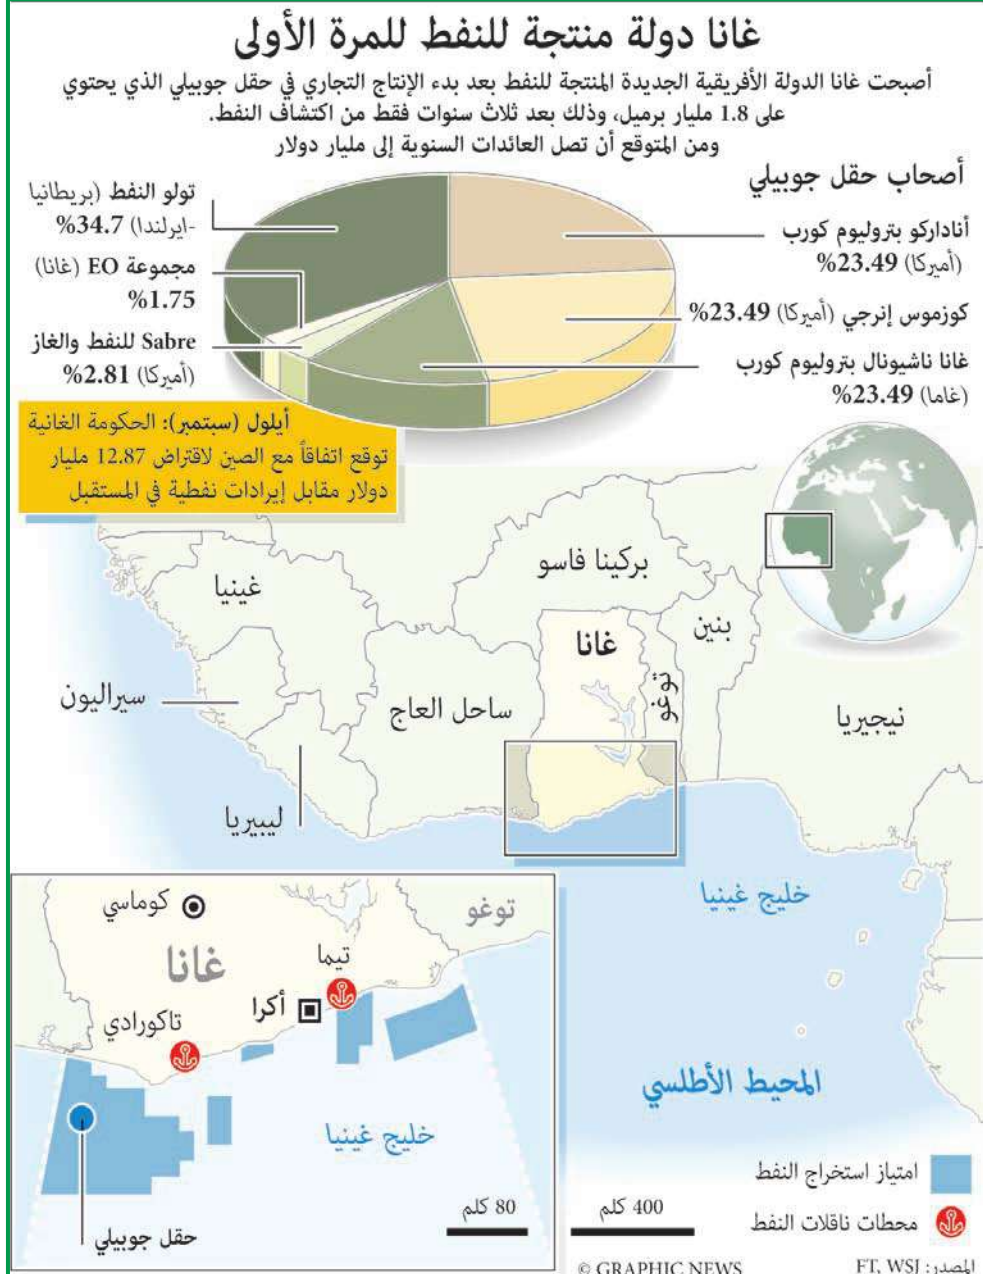 غانا دولة منتجة للنفط للمرة الأولى
أصبحت غانا الدولة الأفريقية الجديدة المنتجة للنفط بعد بدء الإنتاج التجاري في حقل جوبيلي الذي يحتوي
على 1.8 مليار برميل، وذلك بعد ثلاث سنوات فقط من اكتشاف النفط.
ومن المتوقع أن تصل العائدات السنوية إلى مليار دولار
أصحاب حقل جوبيلي
أناداركو بتروليوم كورب
(أميركا) 23.49%
كوزموس إنرجي (أميركا) 23.49%
غانا ناشيونال بتروليوم كورب
(غاما) 23.49%
تولو النفط (بريطانيا
-ايرلندا) 34.7%
مجموعة EO (غانا)
1.75%
Sabre للنفط والغاز
(أميركا) 2.81%
أيلول (سبتمبر): الحكومة الغانية
توقع اتفاقاً مع الصين لاقتراض 12.87 مليار
دولار مقابل إيرادات نفطية في المستقبل
بركينا فاسو
غينيا
بنين
غانا
توغو
سيراليون
ساحل العاج
نيجيريا
ليبيريا
خليج غينيا
المحيط الأطلسي
كوماسي
توغو
غانا
تيما
أكرا
تاكورادي
خليج غينيا
حقل جوبيلي
80 كلم
400 كلم
امتياز استخراج النفط
محطات ناقلات النفط
المصدر: FT, WSJ
© GRAPHIC NEWS